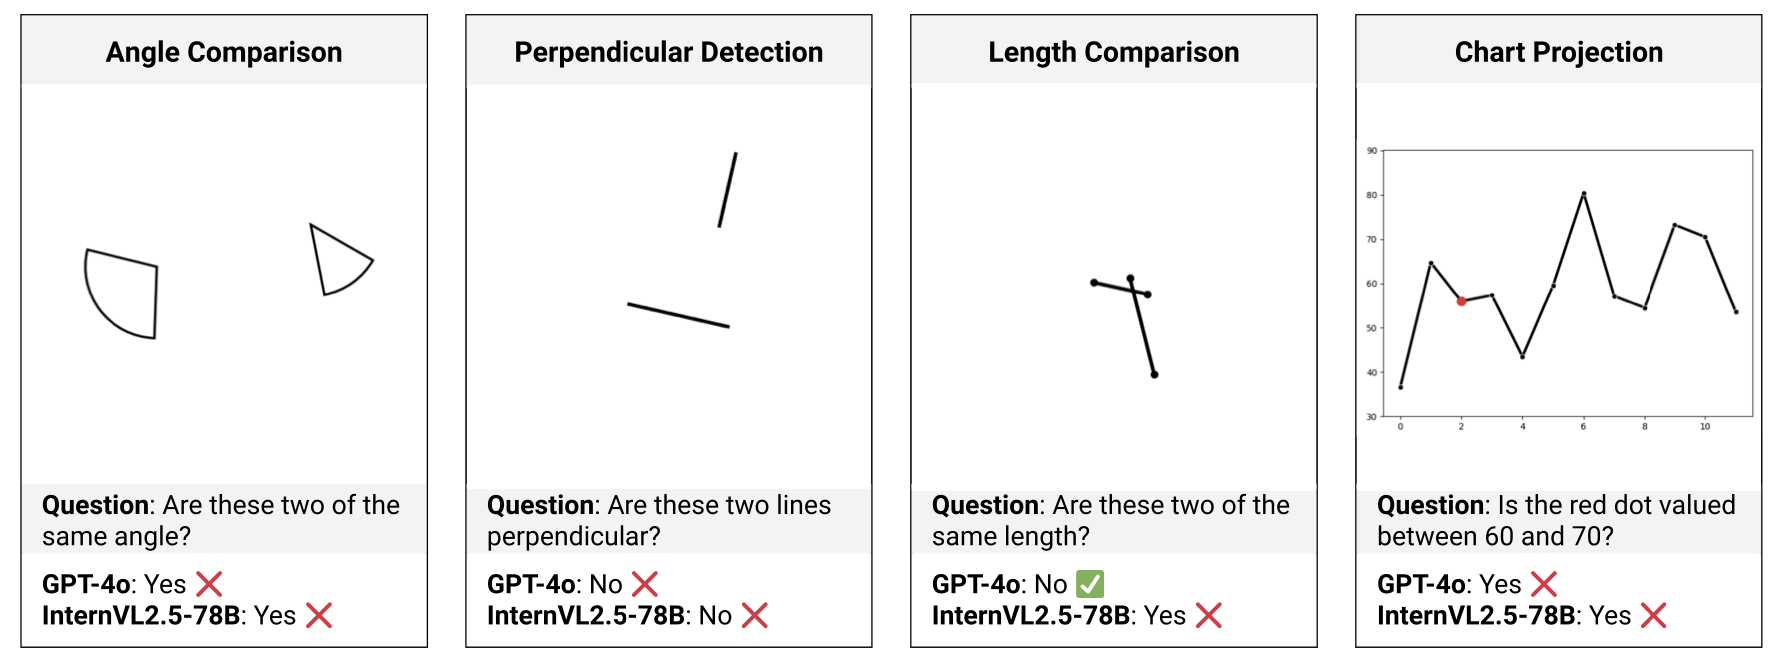 Angle Comparison
Question: Are these two of the
same angle?
GPT-4o: Yes ❌
InternVL2.5-78B: Yes ❌
Perpendicular Detection
Question: Are these two lines
perpendicular?
GPT-4o: No ❌
InternVL2.5-78B: No ❌
Length Comparison
Question: Are these two of the
same length?
GPT-4o: No ✅
InternVL2.5-78B: Yes ❌
Chart Projection
90
80
70
60
50
40
30
0 2 4 6 8 10
Question: Is the red dot valued
between 60 and 70?
GPT-4o: Yes ❌
InternVL2.5-78B: Yes ❌